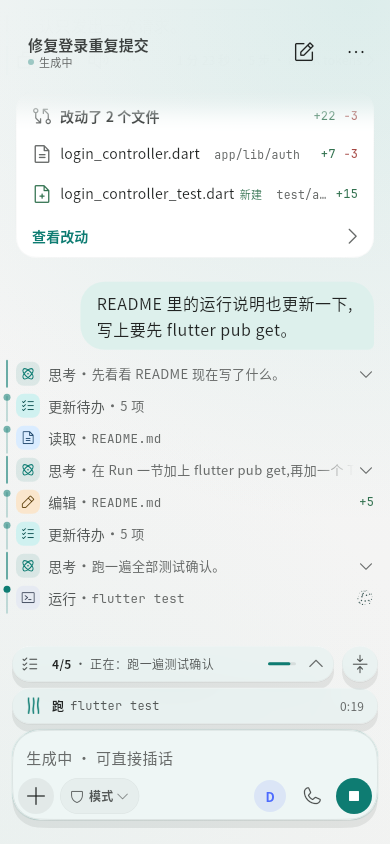 修复登录重复提交
生成中
改动了 2 个文件 +22 -3
login_controller.dart app/lib/auth +7 -3
login_controller_test.dart 新建 test/a… +15
查看改动
README 里的运行说明也更新一下,
写上要先 flutter pub get。
思考 · 先看看 README 现在写了什么。
更新待办 · 5 项
读取 · README.md
思考 · 在 Run 一节加上 flutter pub get,再加一个
编辑 · README.md +5
更新待办 · 5 项
思考 · 跑一遍全部测试确认。
运行 · flutter test
4/5 · 正在: 跑一遍测试确认
跑 flutter test 0:19
生成中 · 可直接插话
模式 D